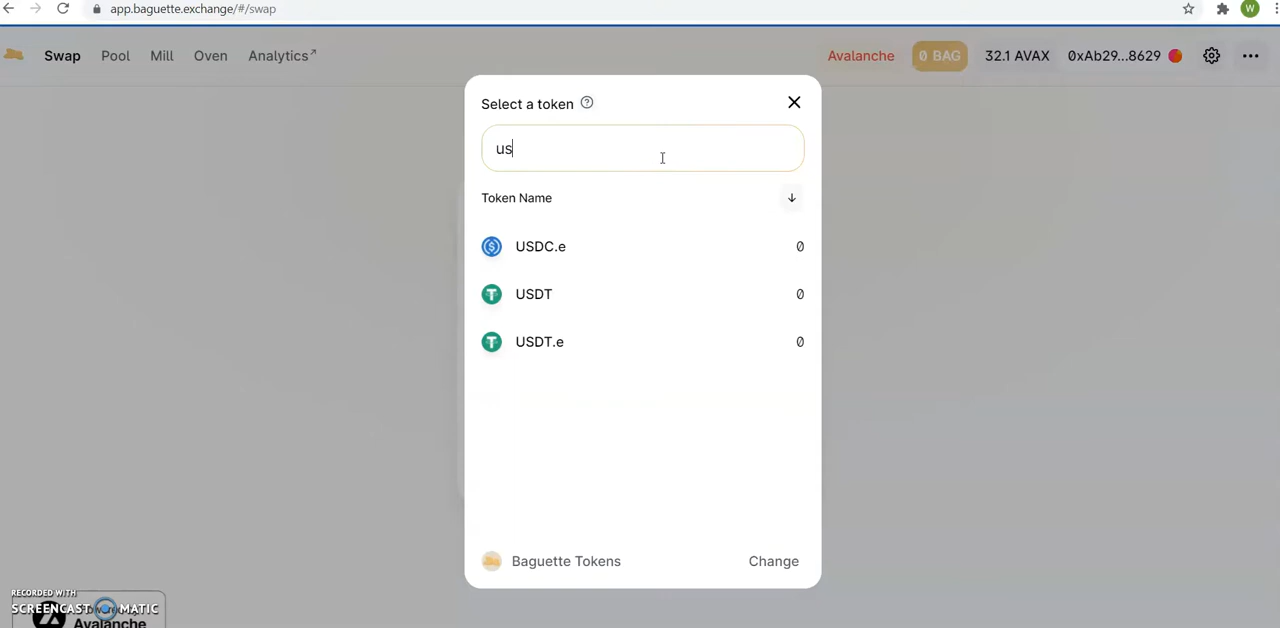 app.baguette.exchange/#/swap
W
Swap Pool Mill Oven Analytics↗ Avalanche 0 BAG 32.1 AVAX 0xAb29...8629
Select a token
us
Token Name
USDC.e 0
USDT 0
USDT.e 0
Baguette Tokens Change
RECORDED WITH
SCREENCAST MATIC
Avalanche